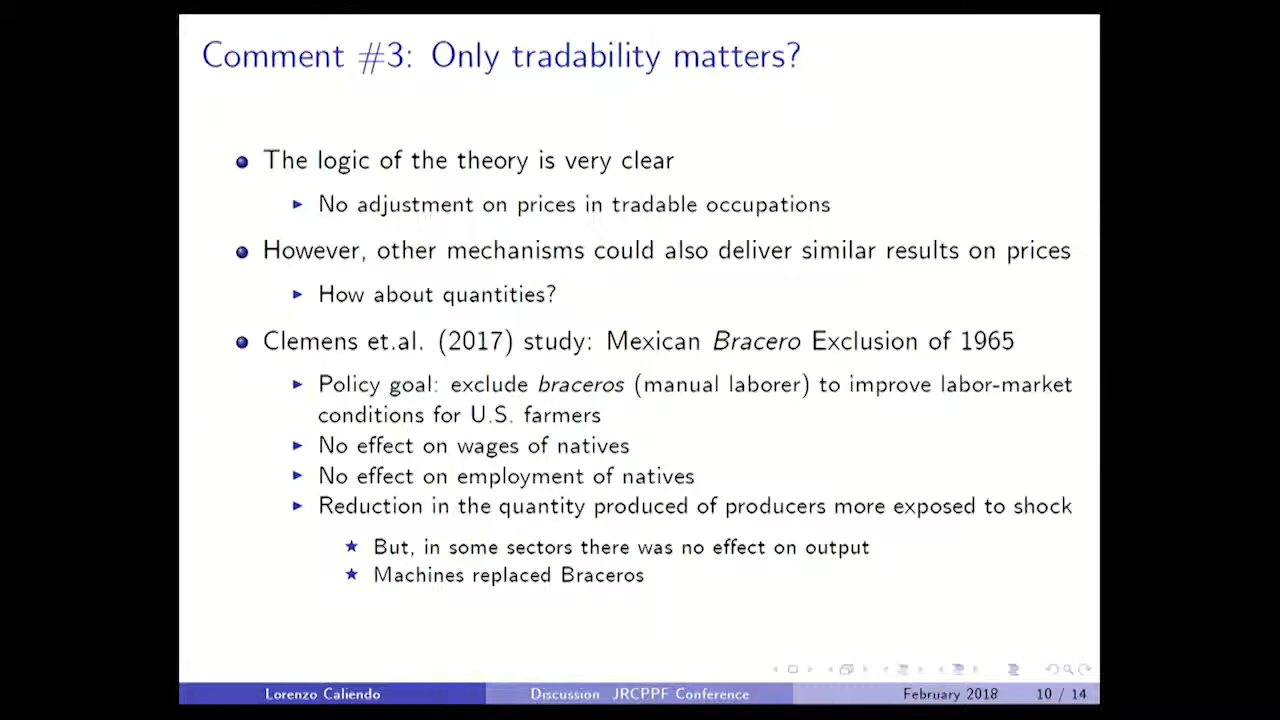 Comment #3: Only tradability matters?
The logic of the theory is very clear
No adjustment on prices in tradable occupations
However, other mechanisms could also deliver similar results on prices
How about quantities?
Clemens et.al. (2017) study: Mexican Bracero Exclusion of 1965
Policy goal: exclude braceros (manual laborer) to improve labor-market
conditions for U.S. farmers
No effect on wages of natives
No effect on employment of natives
Reduction in the quantity produced of producers more exposed to shock
But, in some sectors there was no effect on output
Machines replaced Braceros
Lorenzo Caliendo Discussion JRCPPF Conference February 2018 10 / 14